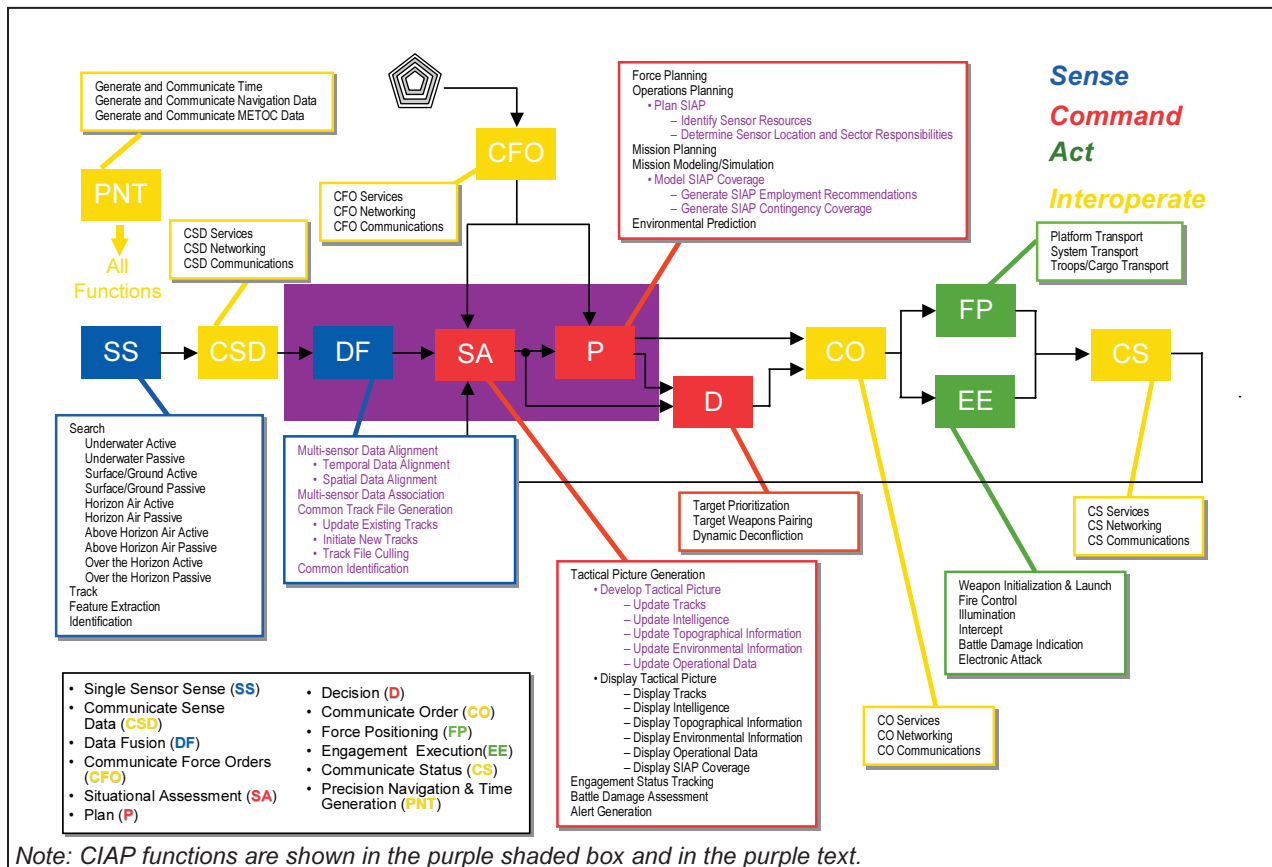 Generate and Communicate Time
Generate and Communicate Navigation Data
Generate and Communicate METOC Data
PNT
All
Functions
CSD Services
CSD Networking
CSD Communications
CFO
CFO Services
CFO Networking
CFO Communications
Force Planning
Operations Planning
• Plan SIAP
– Identify Sensor Resources
– Determine Sensor Location and Sector Responsibilities
Mission Planning
Mission Modeling/Simulation
• Model SIAP Coverage
– Generate SIAP Employment Recommendations
– Generate SIAP Contingency Coverage
Environmental Prediction
Sense
Command
Act
Interoperate
Platform Transport
System Transport
Troops/Cargo Transport
SS
CSD
DF
SA
P
D
CO
FP
EE
CS
Search
Underwater Active
Underwater Passive
Surface/Ground Active
Surface/Ground Passive
Horizon Air Active
Horizon Air Passive
Above Horizon Air Active
Above Horizon Air Passive
Over the Horizon Active
Over the Horizon Passive
Track
Feature Extraction
Identification
Multi-sensor Data Alignment
• Temporal Data Alignment
• Spatial Data Alignment
Multi-sensor Data Association
Common Track File Generation
• Update Existing Tracks
• Initiate New Tracks
• Track File Culling
Common Identification
Target Prioritization
Target Weapons Pairing
Dynamic Deconfliction
CS Services
CS Networking
CS Communications
Tactical Picture Generation
• Develop Tactical Picture
– Update Tracks
– Update Intelligence
– Update Topographical Information
– Update Environmental Information
– Update Operational Data
• Display Tactical Picture
– Display Tracks
– Display Intelligence
– Display Topographical Information
– Display Environmental Information
– Display Operational Data
– Display SIAP Coverage
Engagement Status Tracking
Battle Damage Assessment
Alert Generation
Weapon Initialization & Launch
Fire Control
Illumination
Intercept
Battle Damage Indication
Electronic Attack
CO Services
CO Networking
CO Communications
• Single Sensor Sense (SS)
• Communicate Sense
Data (CSD)
• Data Fusion (DF)
• Communicate Force Orders
(CFO)
• Situational Assessment (SA)
• Plan (P)
• Decision (D)
• Communicate Order (CO)
• Force Positioning (FP)
• Engagement Execution(EE)
• Communicate Status (CS)
• Precision Navigation & Time
Generation (PNT)
Note: CIAP functions are shown in the purple shaded box and in the purple text.